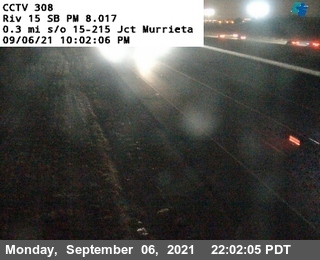 CCTV 308
Riv 15 SB PM 8.017
0.3 mi s/o 15-215 Jct Murrieta
09/06/21 10:02:06 PM
Monday, September 06, 2021 22:02:05 PDT